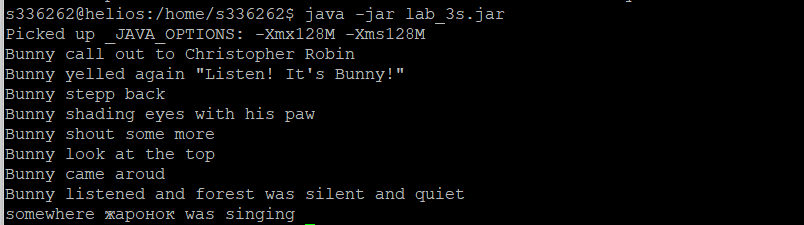 s336262@helios:/home/s336262$ java -jar lab_3s.jar
Picked up _JAVA_OPTIONS: -Xmx128M -Xms128M
Bunny call out to Christopher Robin
Bunny yelled again "Listen! It's Bunny!"
Bunny stepp back
Bunny shading eyes with his paw
Bunny shout some more
Bunny look at the top
Bunny came aroud
Bunny listened and forest was silent and quiet
somewhere жаронок was singing